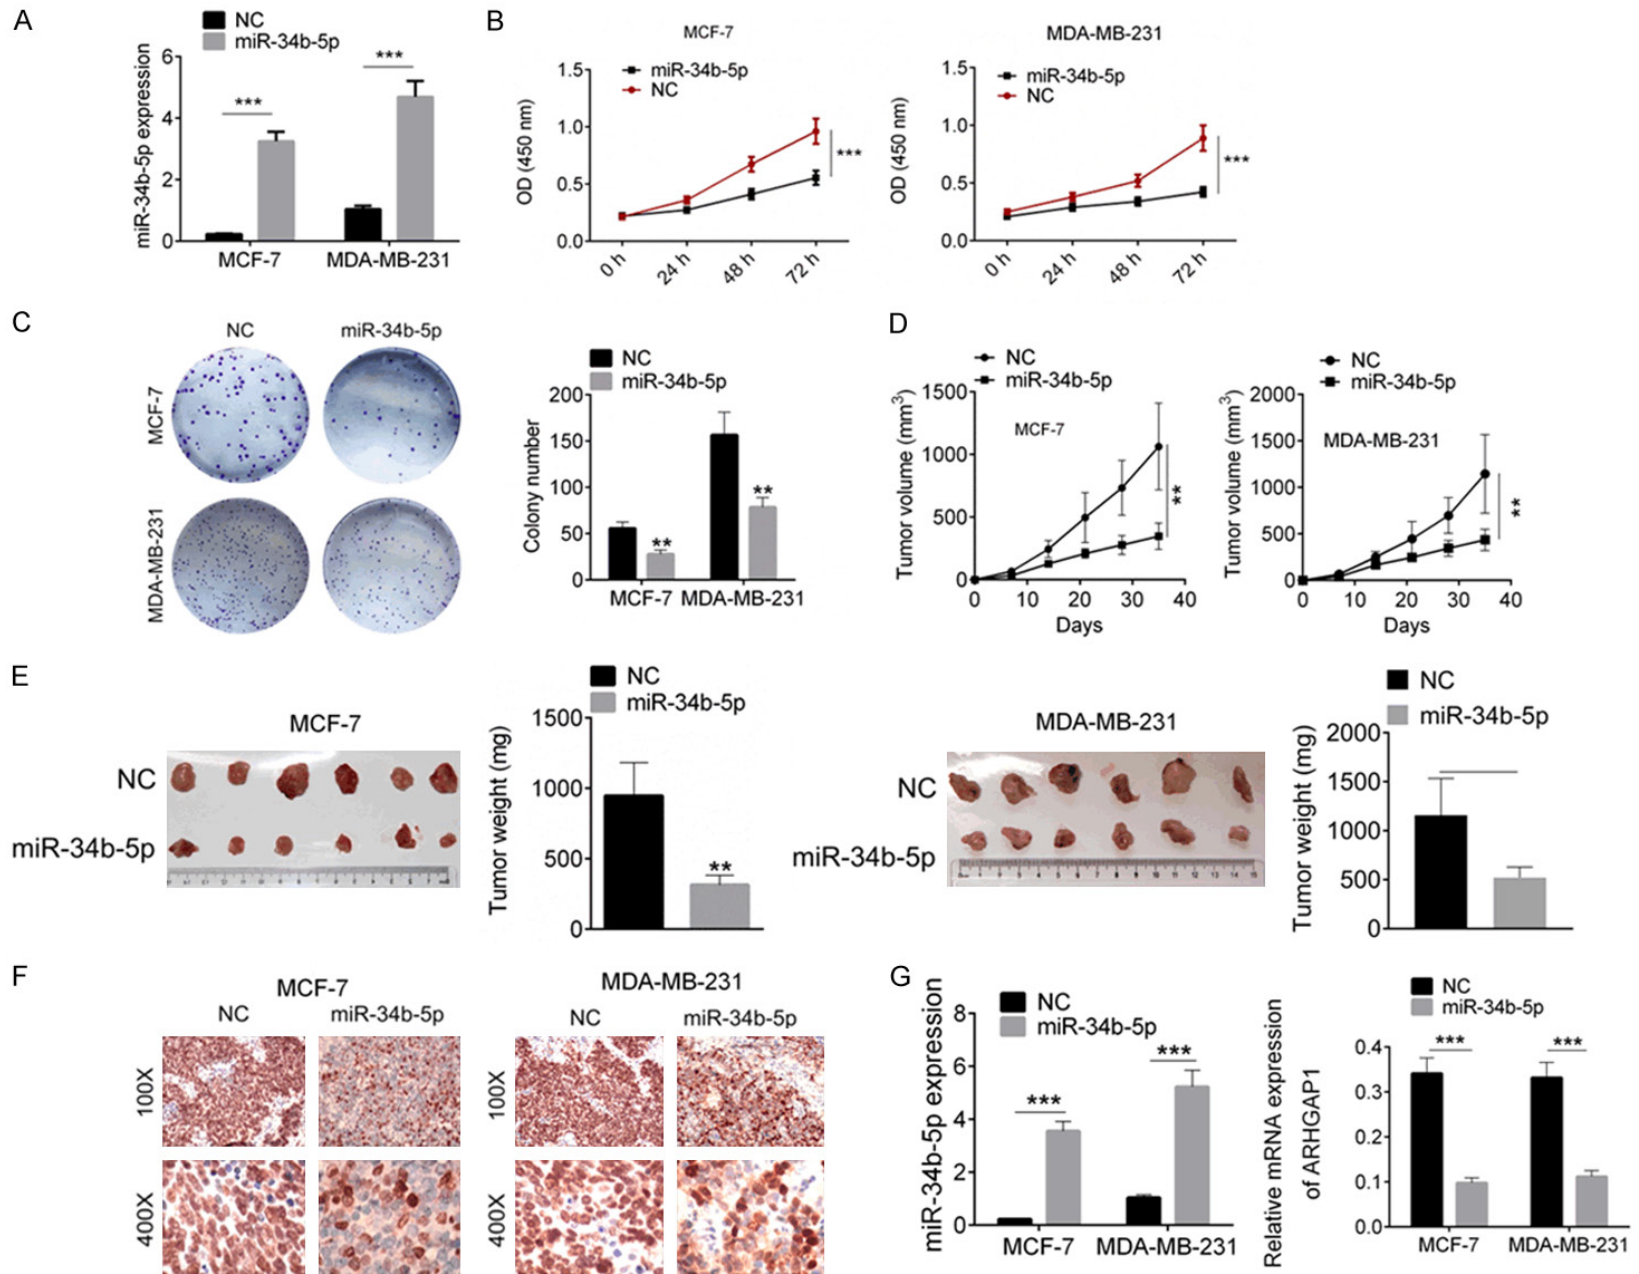 A
NC
miR-34b-5p
miR-34b-5p expression
6
4
2
0
***
***
MCF-7
MDA-MB-231
B
MCF-7
miR-34b-5p
NC
OD (450 nm)
1.5
1.0
0.5
0.0
***
0 h
24 h
48 h
72 h
MDA-MB-231
miR-34b-5p
NC
OD (450 nm)
1.5
1.0
0.5
0.0
***
0 h
24 h
48 h
72 h
C
NC
miR-34b-5p
MCF-7
MDA-MB-231
NC
miR-34b-5p
Colony number
200
150
100
50
0
**
**
MCF-7
MDA-MB-231
D
NC
miR-34b-5p
Tumor volume (mm³)
1500
1000
500
0
MCF-7
**
0 10 20 30 40
Days
NC
miR-34b-5p
Tumor volume (mm³)
2000
1500
1000
500
0
MDA-MB-231
**
0 10 20 30 40
Days
E
MCF-7
NC
miR-34b-5p
NC
miR-34b-5p
Tumor weight (mg)
1500
1000
500
0
**
MDA-MB-231
NC
miR-34b-5p
NC
miR-34b-5p
Tumor weight (mg)
2000
1500
1000
500
0
F
MCF-7
NC
miR-34b-5p
100X
400X
MDA-MB-231
NC
miR-34b-5p
100X
400X
G
NC
miR-34b-5p
miR-34b-5p expression
8
6
4
2
0
***
***
MCF-7
MDA-MB-231
NC
miR-34b-5p
Relative mRNA expression
of ARHGAP1
0.4
0.3
0.2
0.1
0.0
***
***
MCF-7
MDA-MB-231